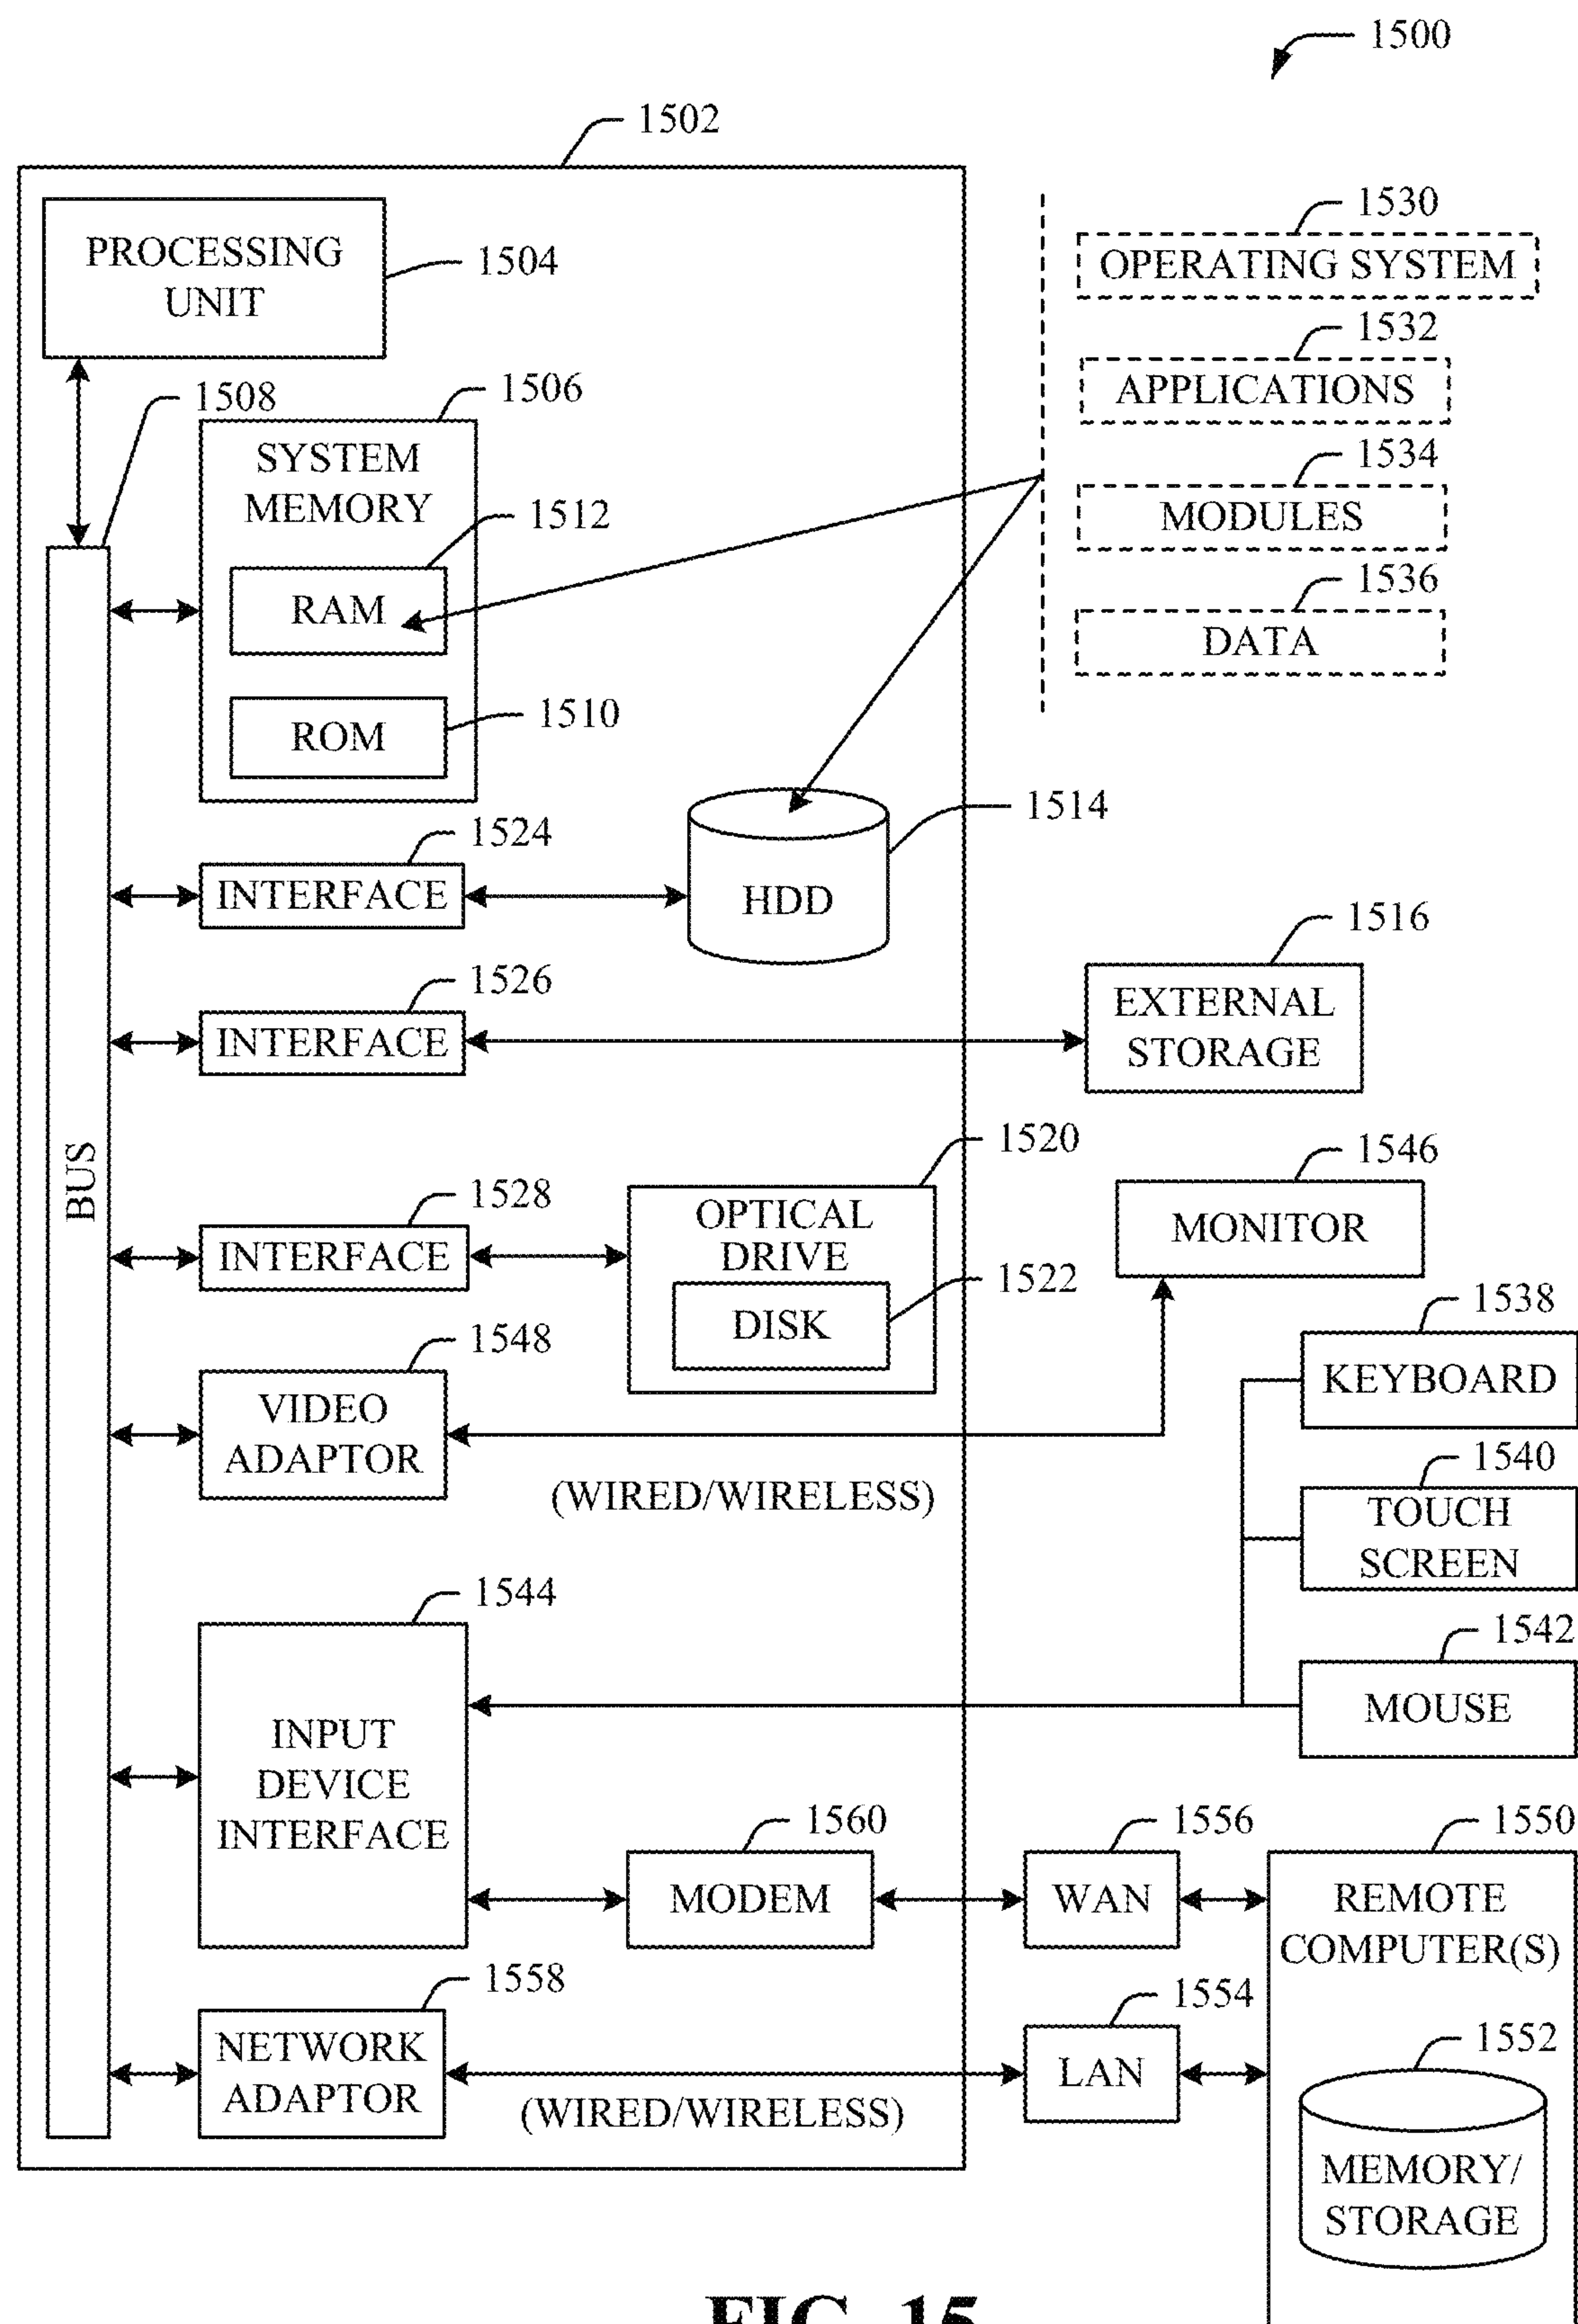 1500
1502
PROCESSING
UNIT
1504
1530
OPERATING SYSTEM
1532
APPLICATIONS
1534
MODULES
1536
DATA
1508
1506
SYSTEM
MEMORY
1512
RAM
1510
ROM
1514
HDD
1524
INTERFACE
1516
EXTERNAL
STORAGE
1526
INTERFACE
BUS
1520
OPTICAL
DRIVE
1522
DISK
1528
INTERFACE
1546
MONITOR
1548
VIDEO
ADAPTOR
(WIRED/WIRELESS)
1538
KEYBOARD
1540
TOUCH
SCREEN
1542
MOUSE
1544
INPUT
DEVICE
INTERFACE
1560
MODEM
1556
WAN
1550
REMOTE
COMPUTER(S)
1558
NETWORK
ADAPTOR
(WIRED/WIRELESS)
1554
LAN
1552
MEMORY/
STORAGE
FIG. 15